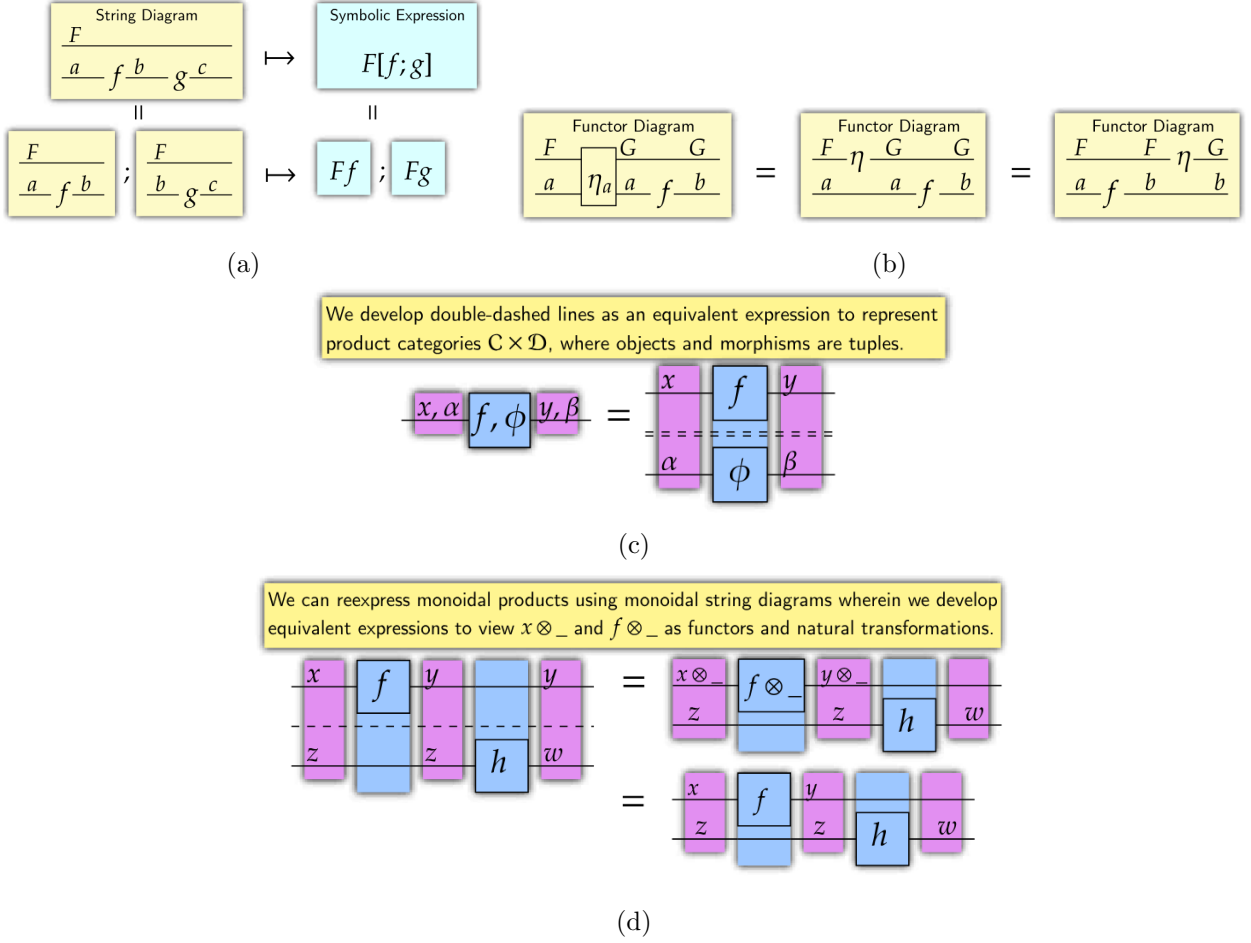 String Diagram
F
a f b g c
↦
Symbolic Expression
F[f;g]
=
=
F
a f b
;
F
b g c
↦
Ff ; Fg
(a)
Functor Diagram
F G G
a η_a a f b
=
Functor Diagram
F η G G
a a f b
=
Functor Diagram
F F η G
a f b b
(b)
We develop double-dashed lines as an equivalent expression to represent
product categories C × D, where objects and morphisms are tuples.
x, α f, ϕ y, β
=
x f y
α ϕ β
(c)
We can reexpress monoidal products using monoidal string diagrams wherein we develop
equivalent expressions to view x ⊗ _ and f ⊗ _ as functors and natural transformations.
x f y y
z z h w
=
x ⊗ _ f ⊗ _ y ⊗ _
z z h w
=
x f y
z z h w
(d)